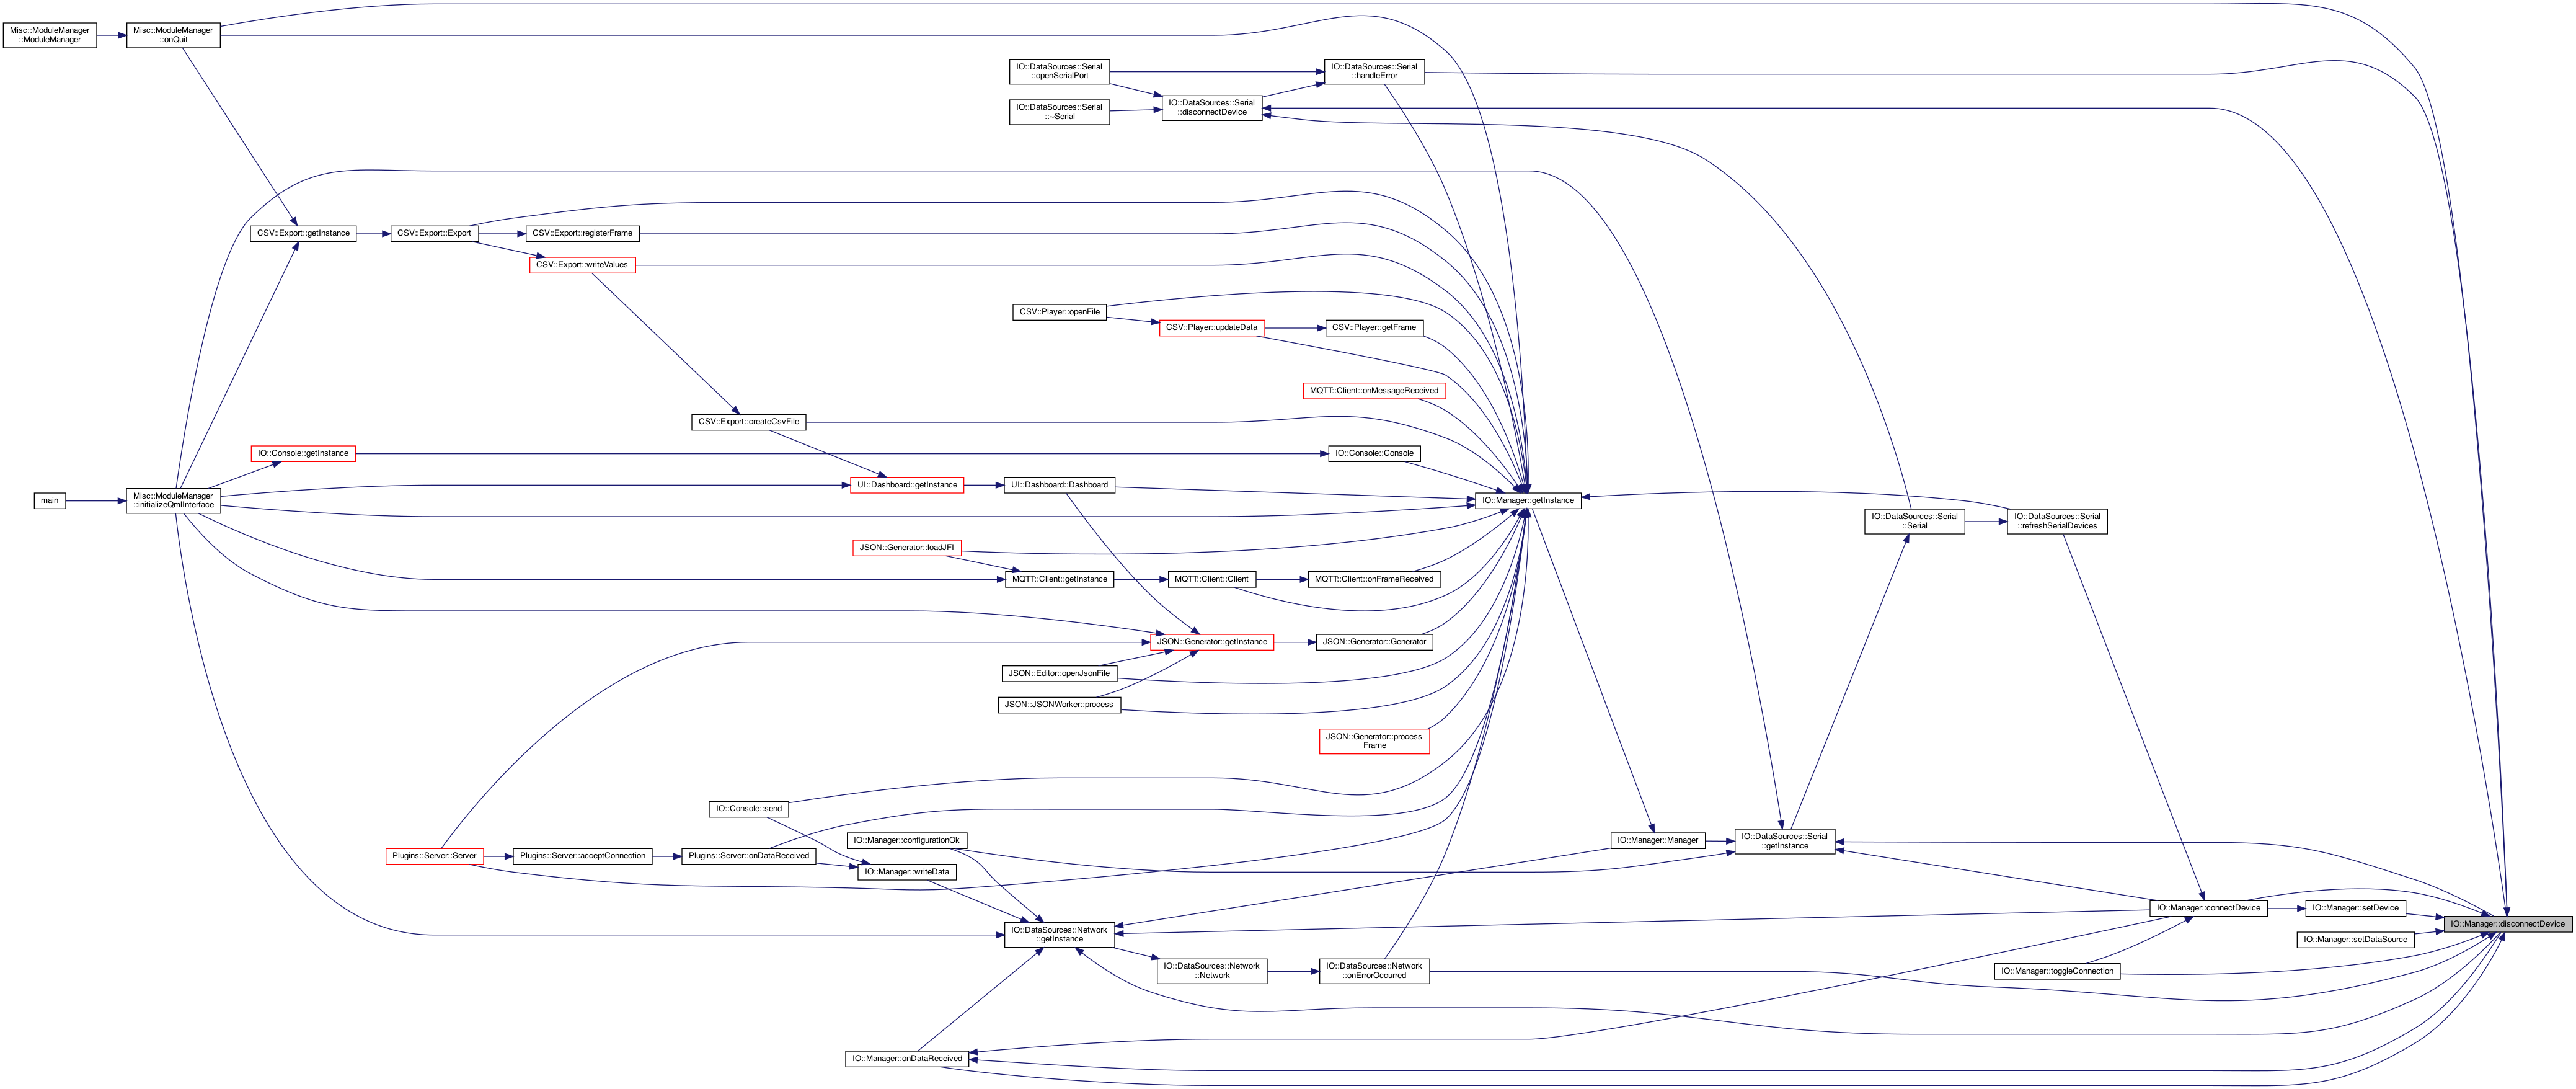 Misc::ModuleManager
::ModuleManager
Misc::ModuleManager
::onQuit
IO::DataSources::Serial
::openSerialPort
IO::DataSources::Serial
::handleError
IO::DataSources::Serial
::~Serial
IO::DataSources::Serial
::disconnectDevice
CSV::Export::getInstance
CSV::Export::Export
CSV::Export::registerFrame
CSV::Export::writeValues
CSV::Player::openFile
CSV::Player::updateData
CSV::Player::getFrame
MQTT::Client::onMessageReceived
CSV::Export::createCsvFile
IO::Console::getInstance
IO::Console::Console
main
Misc::ModuleManager
::initializeQmlInterface
UI::Dashboard::getInstance
UI::Dashboard::Dashboard
IO::Manager::getInstance
IO::DataSources::Serial
::Serial
IO::DataSources::Serial
::refreshSerialDevices
JSON::Generator::loadJFI
MQTT::Client::getInstance
MQTT::Client::Client
MQTT::Client::onFrameReceived
JSON::Generator::getInstance
JSON::Generator::Generator
JSON::Editor::openJsonFile
JSON::JSONWorker::process
JSON::Generator::process
Frame
IO::Console::send
IO::Manager::configurationOk
IO::Manager::Manager
IO::DataSources::Serial
::getInstance
Plugins::Server::Server
Plugins::Server::acceptConnection
Plugins::Server::onDataReceived
IO::Manager::writeData
IO::Manager::connectDevice
IO::Manager::setDevice
IO::Manager::disconnectDevice
IO::DataSources::Network
::getInstance
IO::Manager::setDataSource
IO::DataSources::Network
::Network
IO::DataSources::Network
::onErrorOccurred
IO::Manager::toggleConnection
IO::Manager::onDataReceived